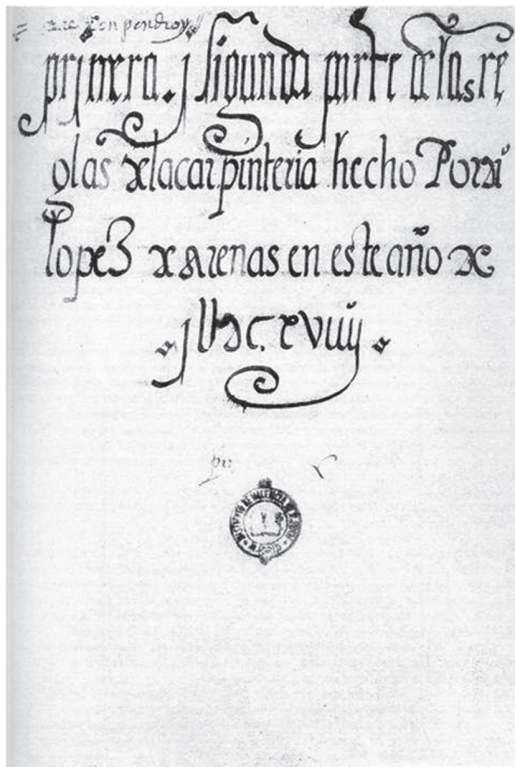 primera. j sigunda parte de las re
glas de la carpinteria hecho Por di°
lopez de arenas en este año de
.jUDc.xviiij.